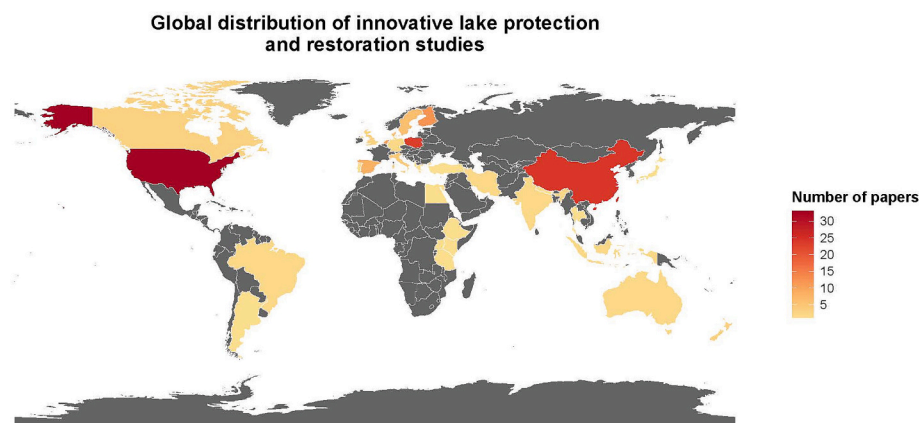 Global distribution of innovative lake protection
and restoration studies
Number of papers
30
25
20
15
10
5